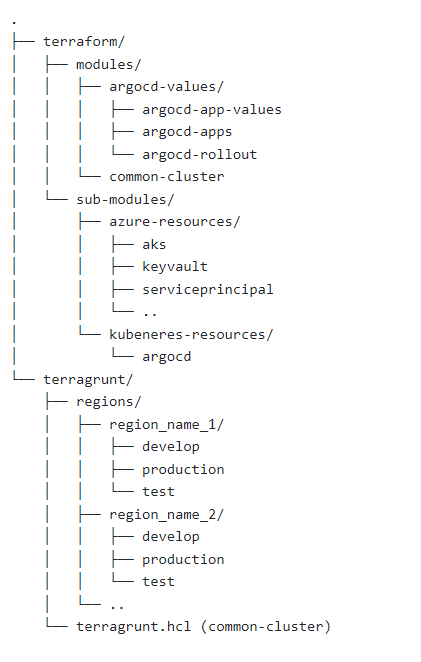 .
├── terraform/
│   ├── modules/
│   │   ├── argocd-values/
│   │   │   ├── argocd-app-values
│   │   │   ├── argocd-apps
│   │   │   └── argocd-rollout
│   │   └── common-cluster
│   └── sub-modules/
│       ├── azure-resources/
│       │   ├── aks
│       │   ├── keyvault
│       │   ├── serviceprincipal
│       │   └── ..
│       └── kubeneres-resources/
│           └── argocd
└── terragrunt/
    ├── regions/
    │   ├── region_name_1/
    │   │   ├── develop
    │   │   ├── production
    │   │   └── test
    │   ├── region_name_2/
    │   │   ├── develop
    │   │   ├── production
    │   │   └── test
    │   └── ..
    └── terragrunt.hcl (common-cluster)